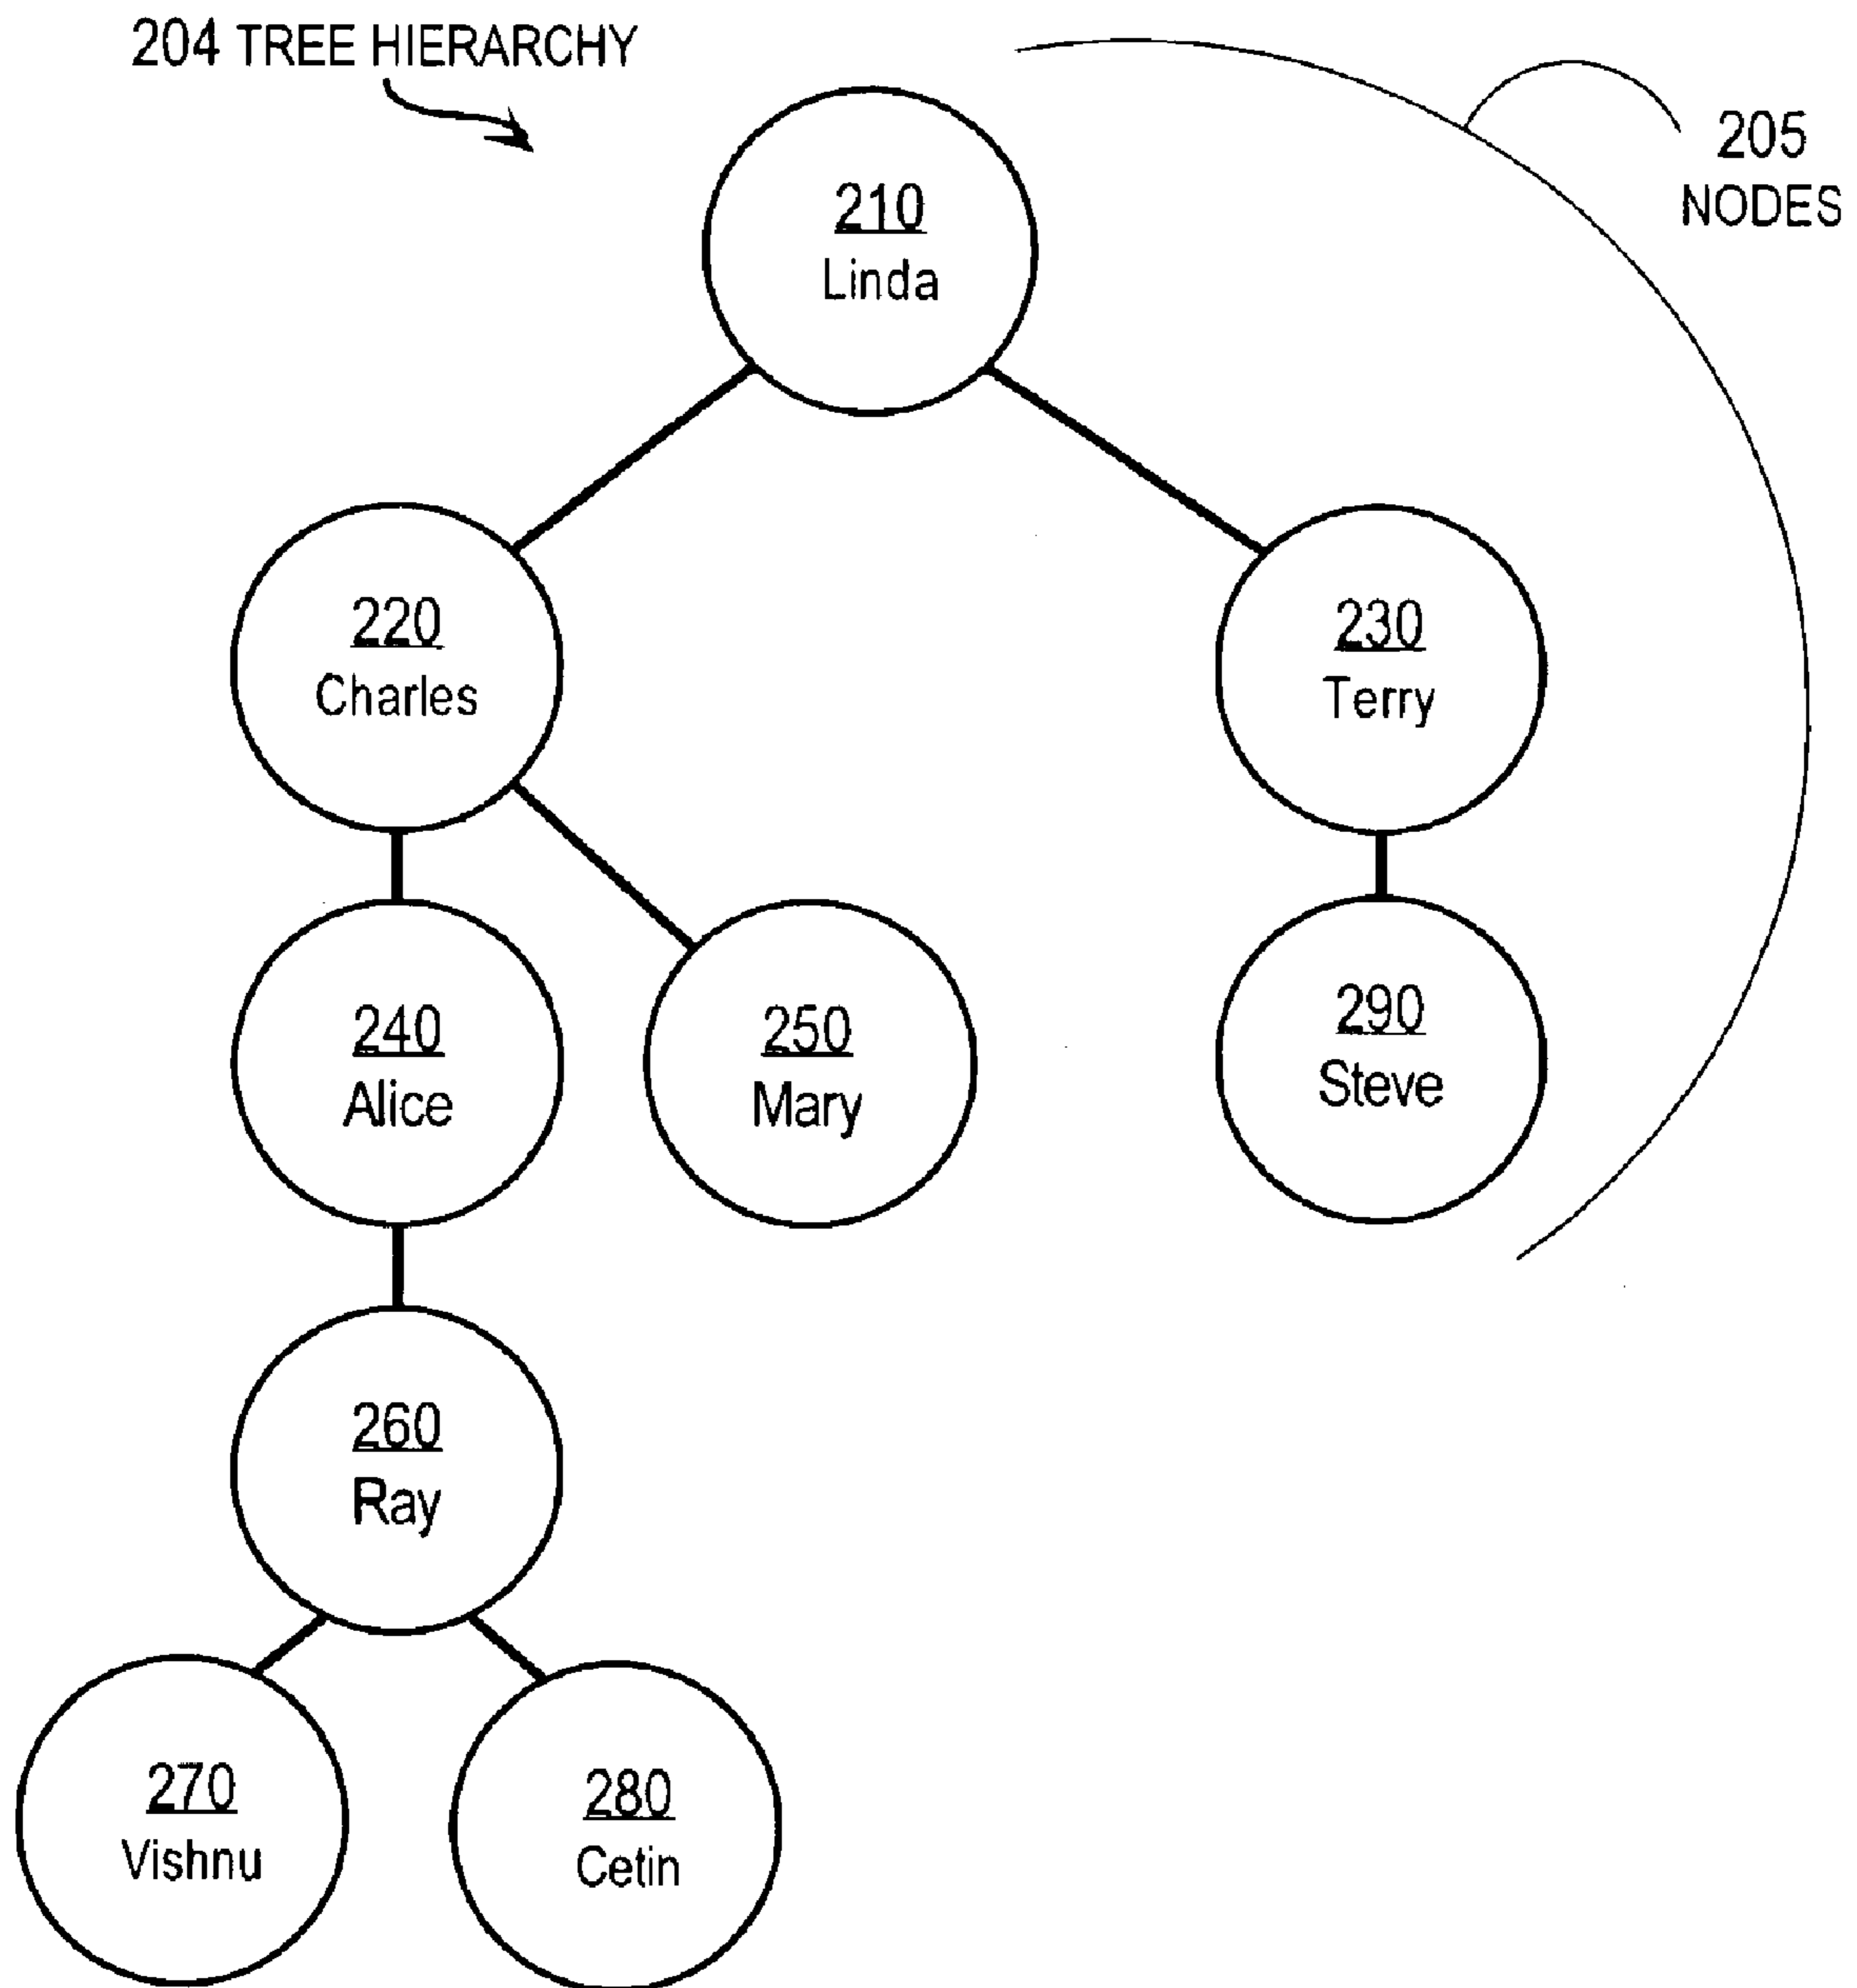 204 TREE HIERARCHY
205
NODES
210
Linda
220
Charles
230
Terry
240
Alice
250
Mary
290
Steve
260
Ray
270
Vishnu
280
Cetin